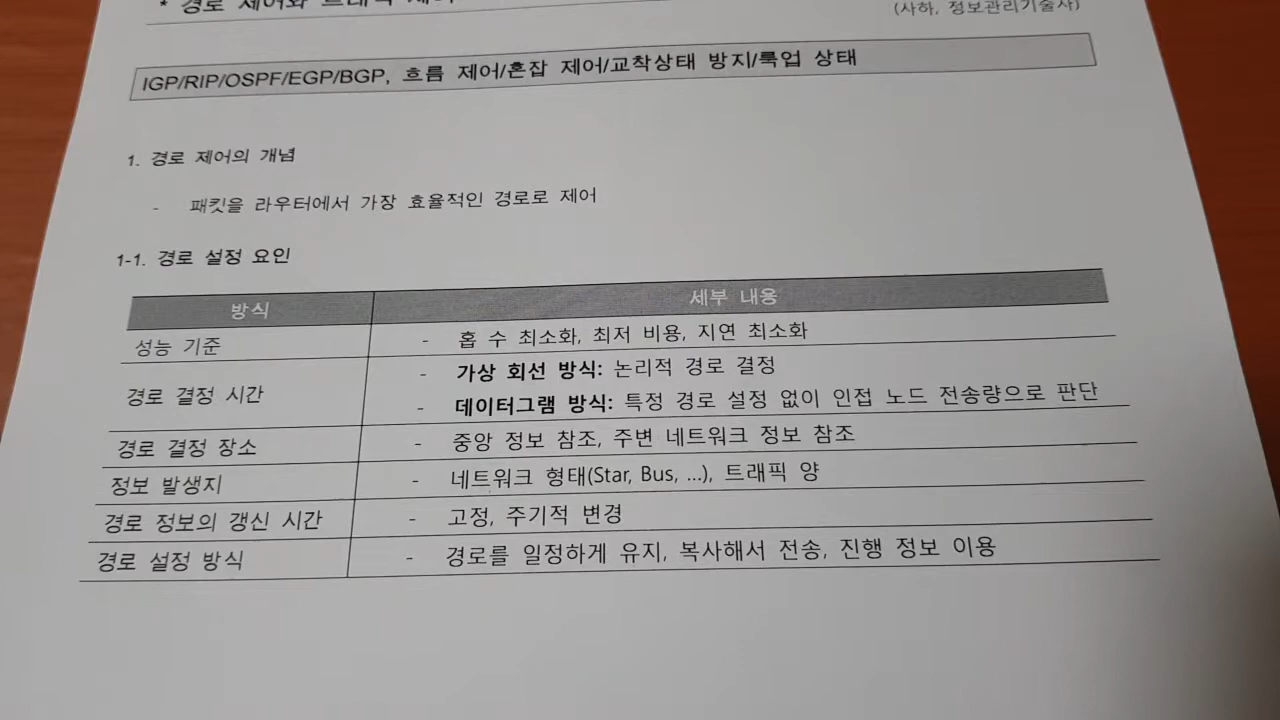 * 경로 제어와 트래픽 제어
(사하, 정보관리기술사)
IGP/RIP/OSPF/EGP/BGP, 흐름 제어/혼잡 제어/교착상태 방지/룩업 상태
1. 경로 제어의 개념
- 패킷을 라우터에서 가장 효율적인 경로로 제어
1-1. 경로 설정 요인
방식 세부 내용
성능 기준 - 홉 수 최소화, 최저 비용, 지연 최소화
경로 결정 시간 - 가상 회선 방식: 논리적 경로 결정
- 데이터그램 방식: 특정 경로 설정 없이 인접 노드 전송량으로 판단
경로 결정 장소 - 중앙 정보 참조, 주변 네트워크 정보 참조
정보 발생지 - 네트워크 형태(Star, Bus, ...), 트래픽 양
경로 정보의 갱신 시간 - 고정, 주기적 변경
경로 설정 방식 - 경로를 일정하게 유지, 복사해서 전송, 진행 정보 이용